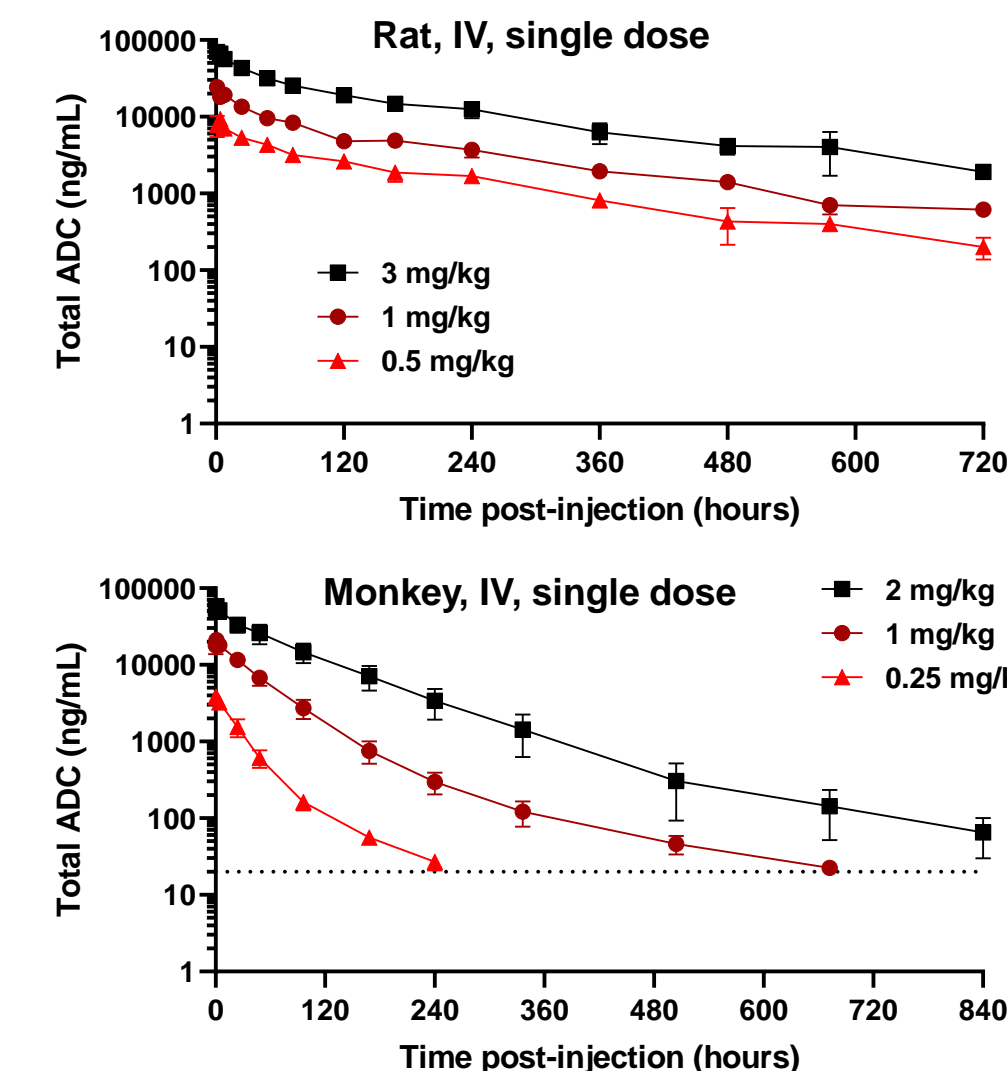 Rat, IV, single dose
Total ADC (ng/mL)
100000
10000
1000
100
10
1
3 mg/kg
1 mg/kg
0.5 mg/kg
0 120 240 360 480 600 720
Time post-injection (hours)
Monkey, IV, single dose
Total ADC (ng/mL)
100000
10000
1000
100
10
1
2 mg/kg
1 mg/kg
0.25 mg/
0 120 240 360 480 600 720 840
Time post-injection (hours)